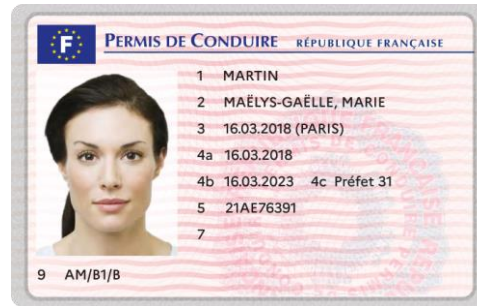 F PERMIS DE CONDUIRE RÉPUBLIQUE FRANÇAISE
1 MARTIN
2 MAËLYS-GAËLLE, MARIE
3 16.03.2018 (PARIS)
4a 16.03.2018
4b 16.03.2023 4c Préfet 31
5 21AE76391
7
9 AM/B1/B